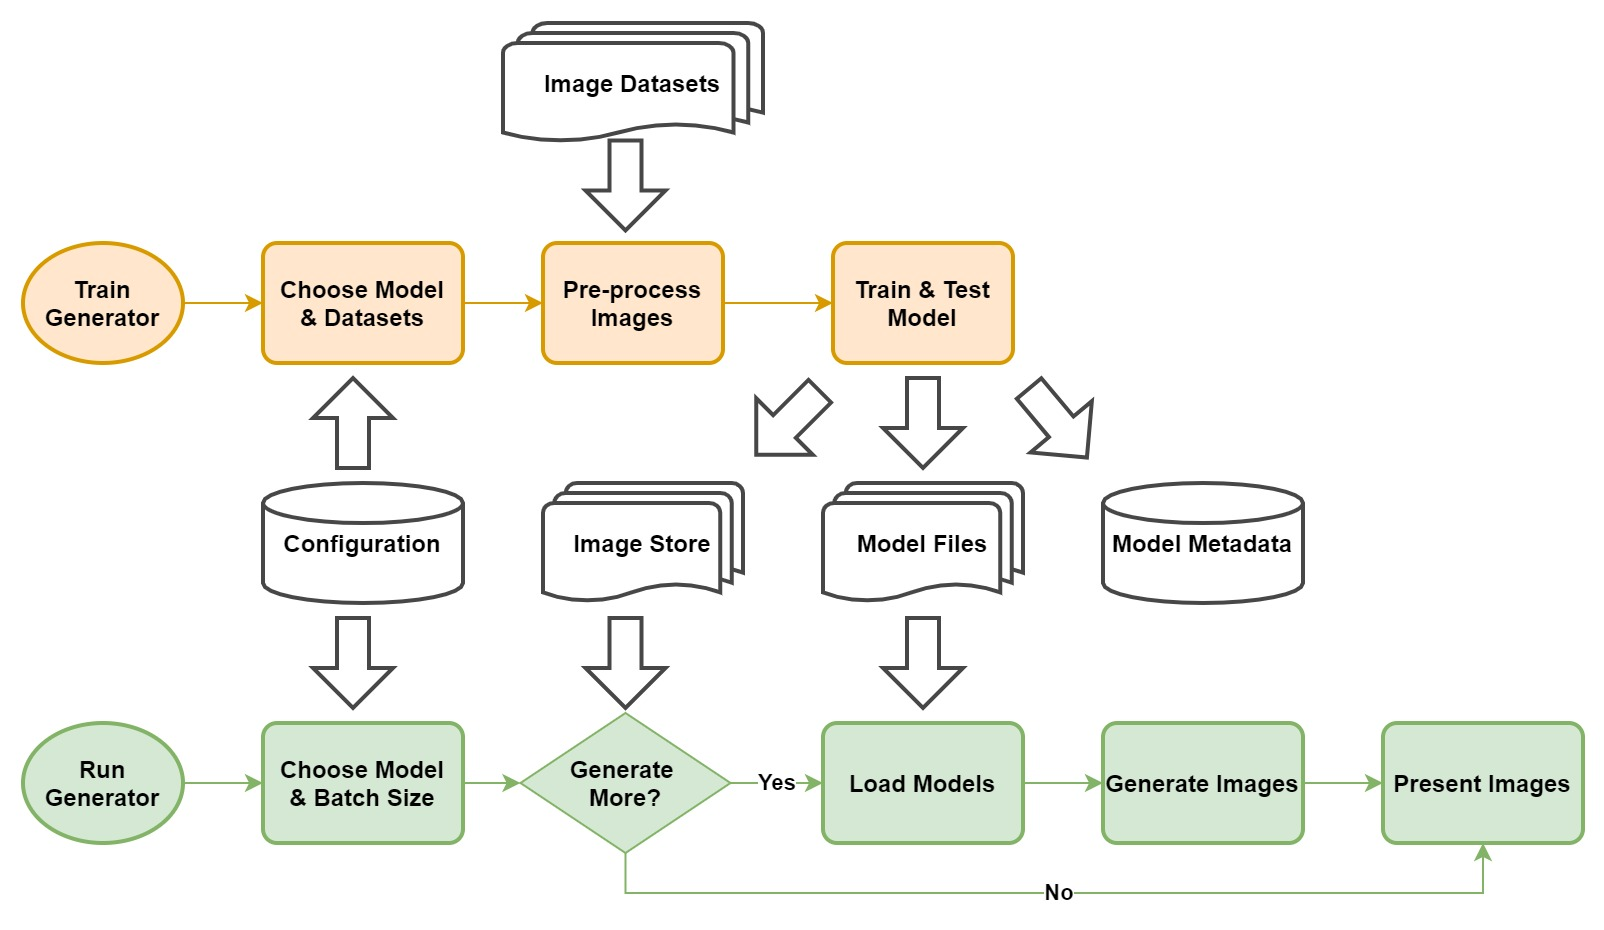 Image Datasets
Train
Generator
Choose Model
& Datasets
Pre-process
Images
Train & Test
Model
Configuration
Image Store
Model Files
Model Metadata
Run
Generator
Choose Model
& Batch Size
Generate
More?
Yes
Load Models
Generate Images
Present Images
No